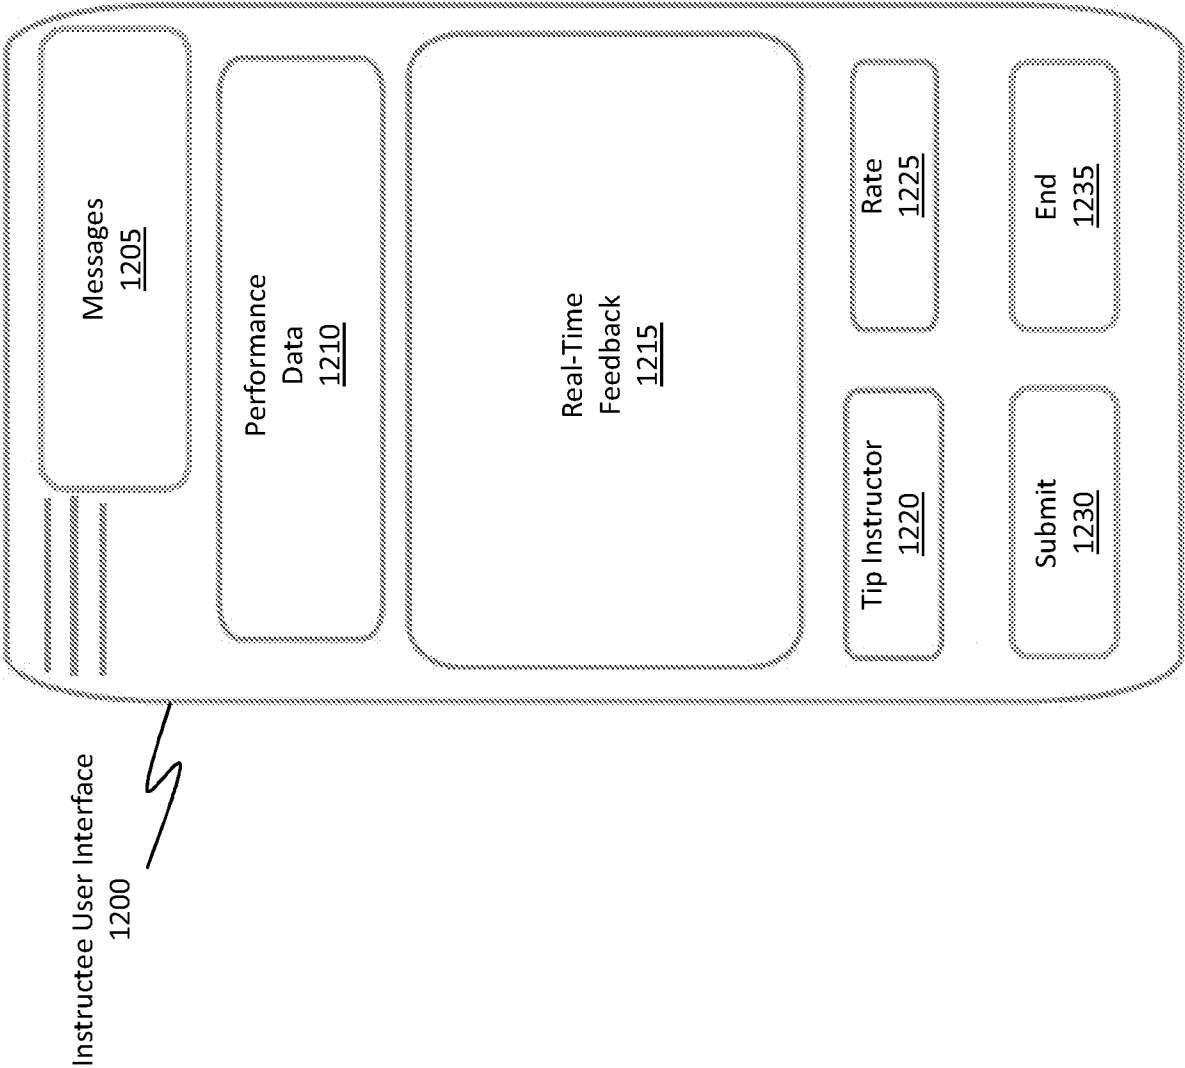 Instructee User Interface
1200
Messages
1205
Performance
Data
1210
Real-Time
Feedback
1215
Tip Instructor
1220
Rate
1225
Submit
1230
End
1235